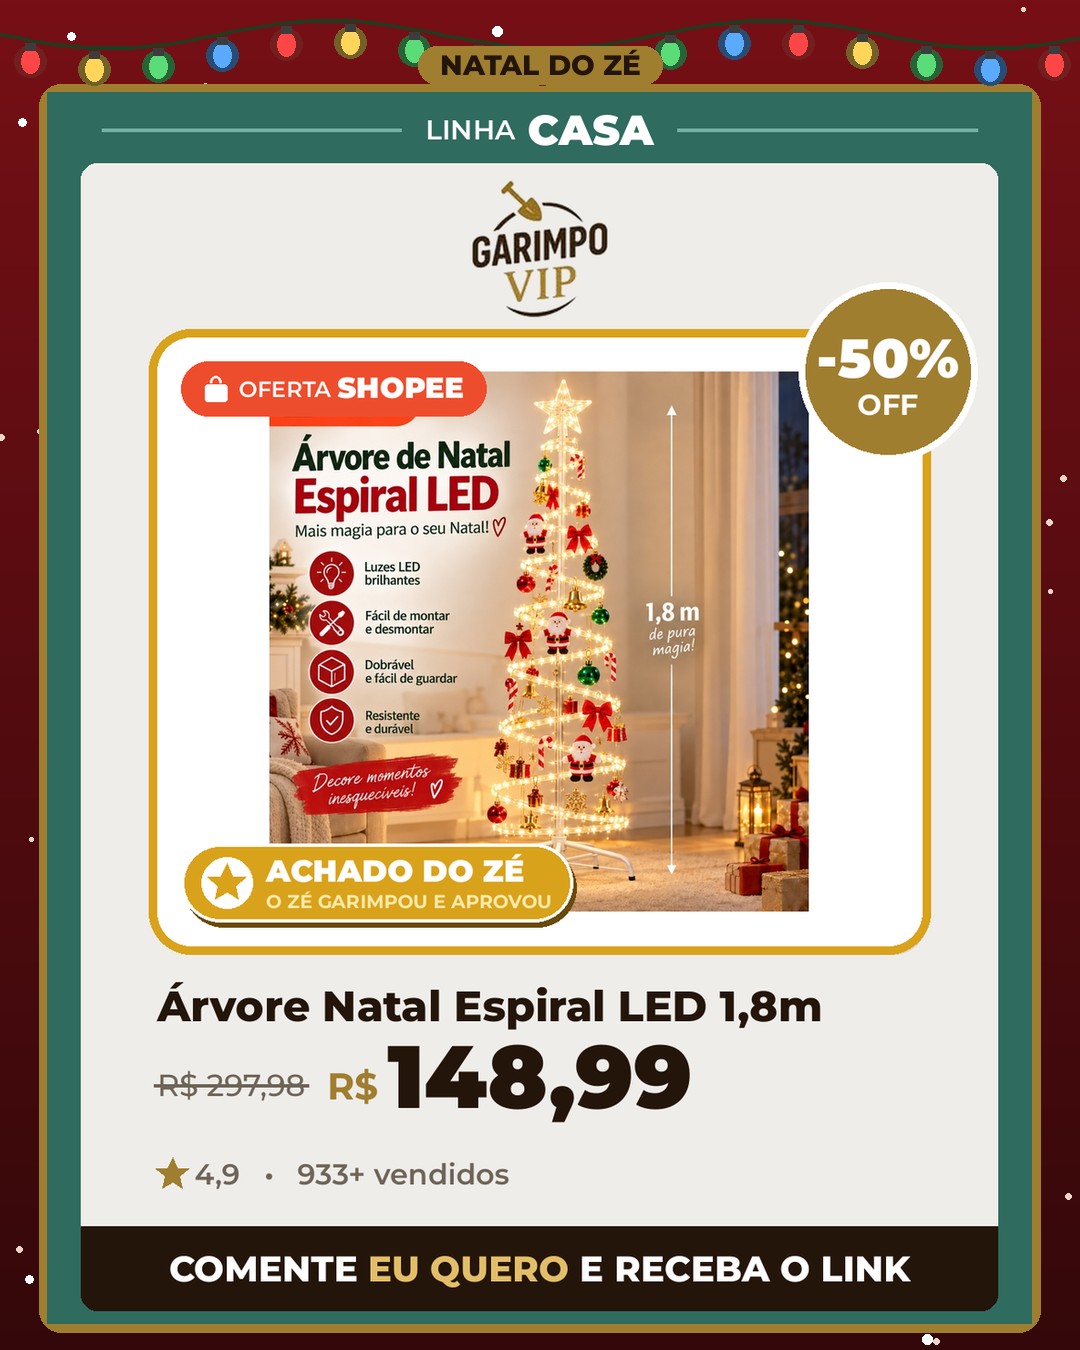 NATAL DO ZÉ
LINHA CASA
GARIMPO
VIP
-50%
OFF
OFERTA SHOPEE
Árvore de Natal
Espiral LED
Mais magia para o seu Natal!
Luzes LED
brilhantes
Fácil de montar
e desmontar
Dobrável
e fácil de guardar
Resistente
e durável
Decore momentos
inesquecíveis!
1,8 m
de pura
magia!
ACHADO DO ZÉ
O ZÉ GARIMPOU E APROVOU
Árvore Natal Espiral LED 1,8m
R$ 297,98 R$ 148,99
4,9 • 933+ vendidos
COMENTE EU QUERO E RECEBA O LINK